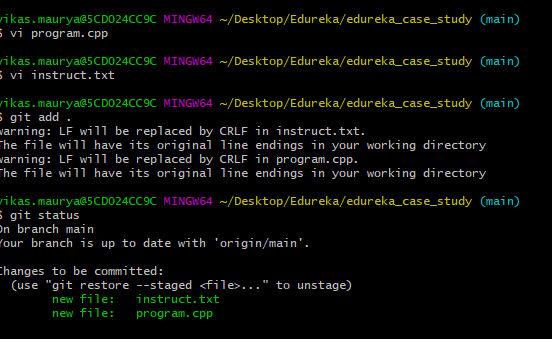 vikas.maurya@5CD024CC9C MINGW64 ~/Desktop/Edureka/edureka_case_study (main)
$ vi program.cpp
vikas.maurya@5CD024CC9C MINGW64 ~/Desktop/Edureka/edureka_case_study (main)
$ vi instruct.txt
vikas.maurya@5CD024CC9C MINGW64 ~/Desktop/Edureka/edureka_case_study (main)
$ git add .
warning: LF will be replaced by CRLF in instruct.txt.
The file will have its original line endings in your working directory
warning: LF will be replaced by CRLF in program.cpp.
The file will have its original line endings in your working directory
vikas.maurya@5CD024CC9C MINGW64 ~/Desktop/Edureka/edureka_case_study (main)
$ git status
On branch main
Your branch is up to date with 'origin/main'.
Changes to be committed:
(use "git restore --staged <file>..." to unstage)
new file: instruct.txt
new file: program.cpp